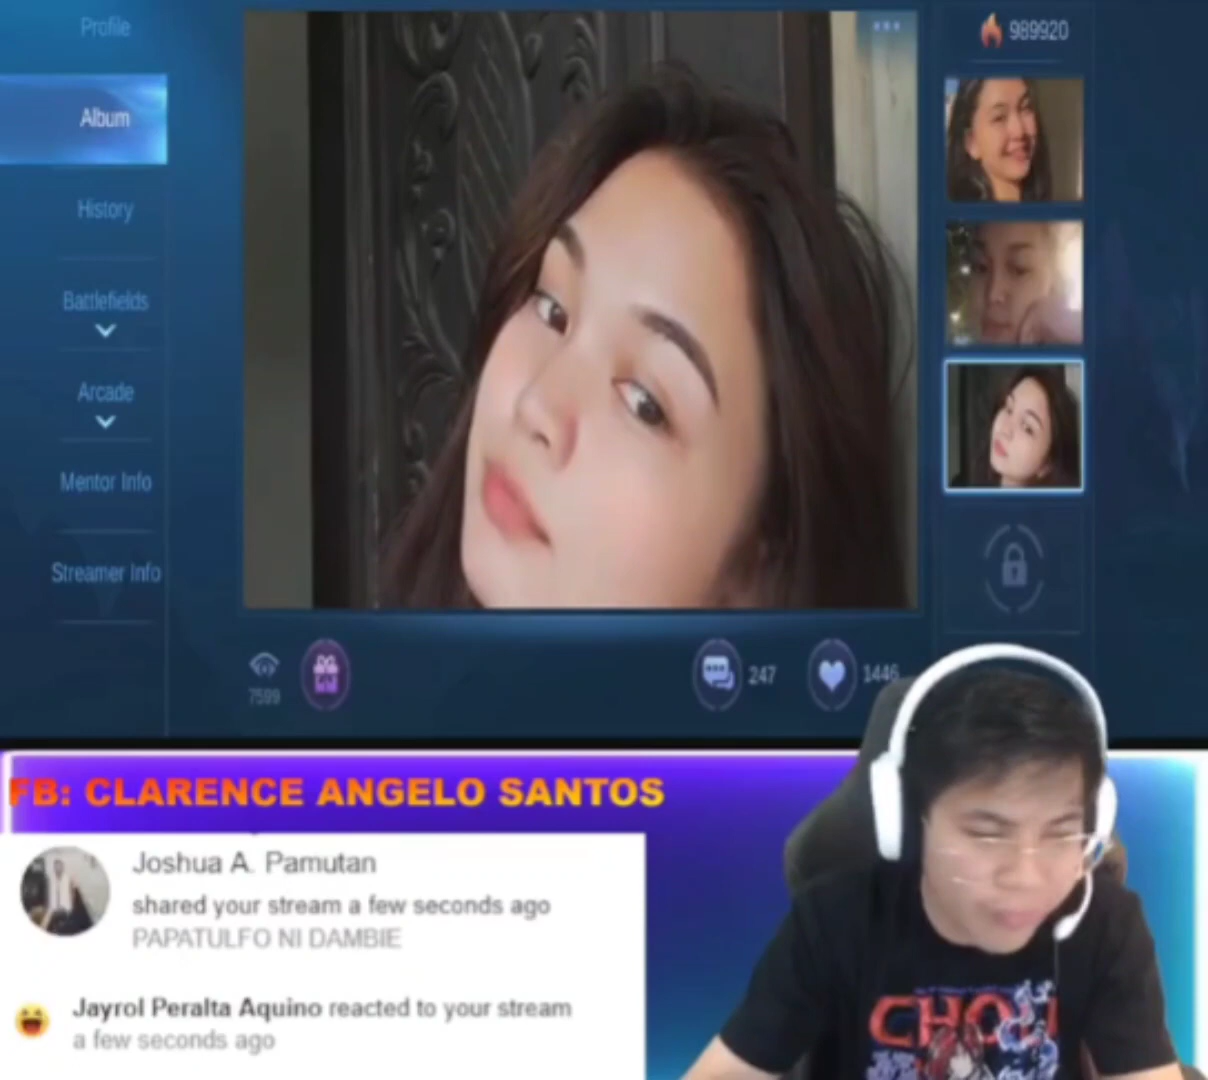 Profile
989920
Album
History
Battlefields
Arcade
Mentor Info
Streamer Info
7599
247
1446
FB: CLARENCE ANGELO SANTOS
Joshua A. Pamutan
shared your stream a few seconds ago
PAPATULFO NI DAMBIE
Jayrol Peralta Aquino reacted to your stream
a few seconds ago